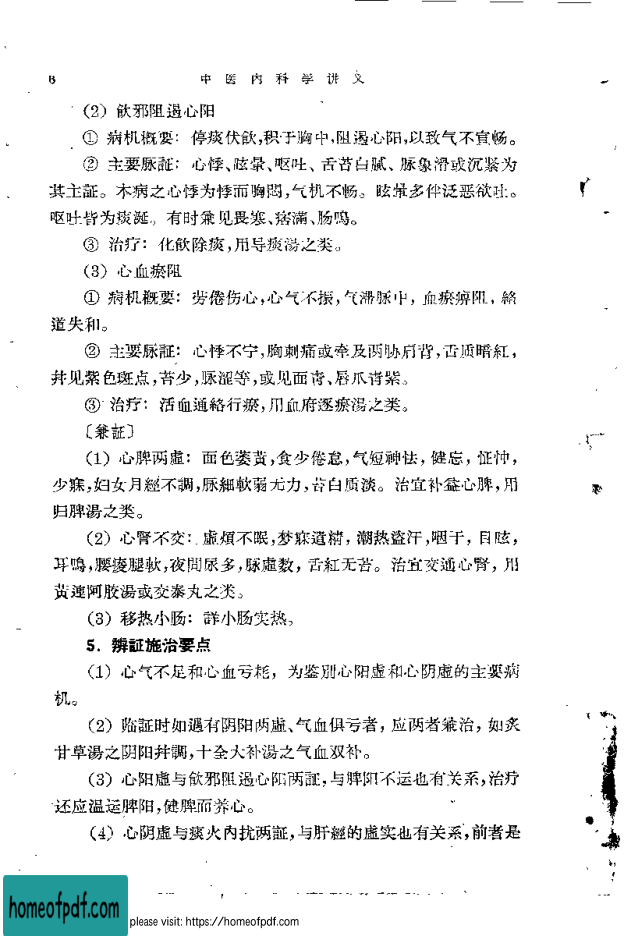 6
中医内科学讲义
(2) 飲邪阻遏心阳
① 病机概要: 停痰伏飲,积于胸中,阻遏心阳,以致气不宣畅。
② 主要脉証: 心悸、眩晕、呕吐、舌苔白腻、脉象滑或沉紧为
其主証。本病之心悸为悸而胸悶,气机不畅。眩晕多伴泛恶欲吐。
呕吐皆为痰涎。有时兼见畏寒、痞满、肠鳴。
③ 治疗: 化飲除痰,用导痰湯之类。
(3) 心血瘀阻
① 病机概要: 劳倦伤心,心气不振,气滞脉中, 血瘀痹阻, 絡
道失和。
② 主要脉証: 心悸不宁,胸刺痛或牵及两胁肩背,舌质暗紅,
幷见紫色斑点,苔少,脉涩等,或见面青、唇爪青紫。
③ 治疗: 活血通絡行瘀,用血府逐瘀湯之类。
〔兼証〕
(1) 心脾两虛: 面色萎黃,食少倦怠,气短神怯, 健忘, 怔忡,
少寐,妇女月經不調,脉細軟弱无力,苔白质淡。治宜补益心脾,用
归脾湯之类。
(2) 心腎不交: 虛煩不眠,梦寐遺精, 潮热盜汗,咽干, 目眩,
耳鳴,腰痠腿軟,夜間尿多,脉虛数, 舌紅无苔。治宜交通心腎, 用
黃連阿胶湯或交泰丸之类。
(3) 移热小肠: 詳小肠实热。
5. 辨証施治要点
(1) 心气不足和心血亏耗, 为鉴別心阳虛和心阴虛的主要病
机。
(2) 临証时如遇有阴阳两虛、气血俱亏者, 应两者兼治, 如炙
甘草湯之阴阳幷調,十全大补湯之气血双补。
(3) 心阳虛与飲邪阻遏心阳两証,与脾阳不运也有关系,治疗
还应温运脾阳,健脾而养心。
(4) 心阴虛与痰火內扰两証,与肝經的虛实也有关系,前者是
homeofpdf.com
please visit: https://homeofpdf.com